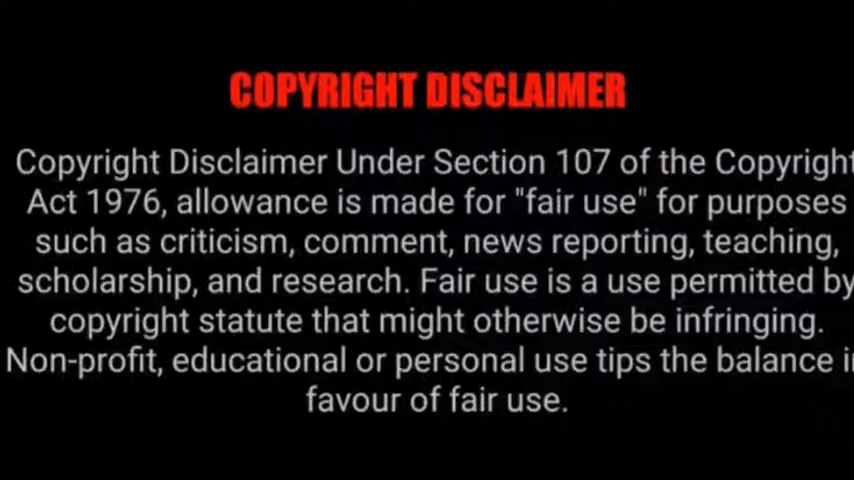 COPYRIGHT DISCLAIMER
Copyright Disclaimer Under Section 107 of the Copyright
Act 1976, allowance is made for "fair use" for purposes
such as criticism, comment, news reporting, teaching,
scholarship, and research. Fair use is a use permitted by
copyright statute that might otherwise be infringing.
Non-profit, educational or personal use tips the balance in
favour of fair use.